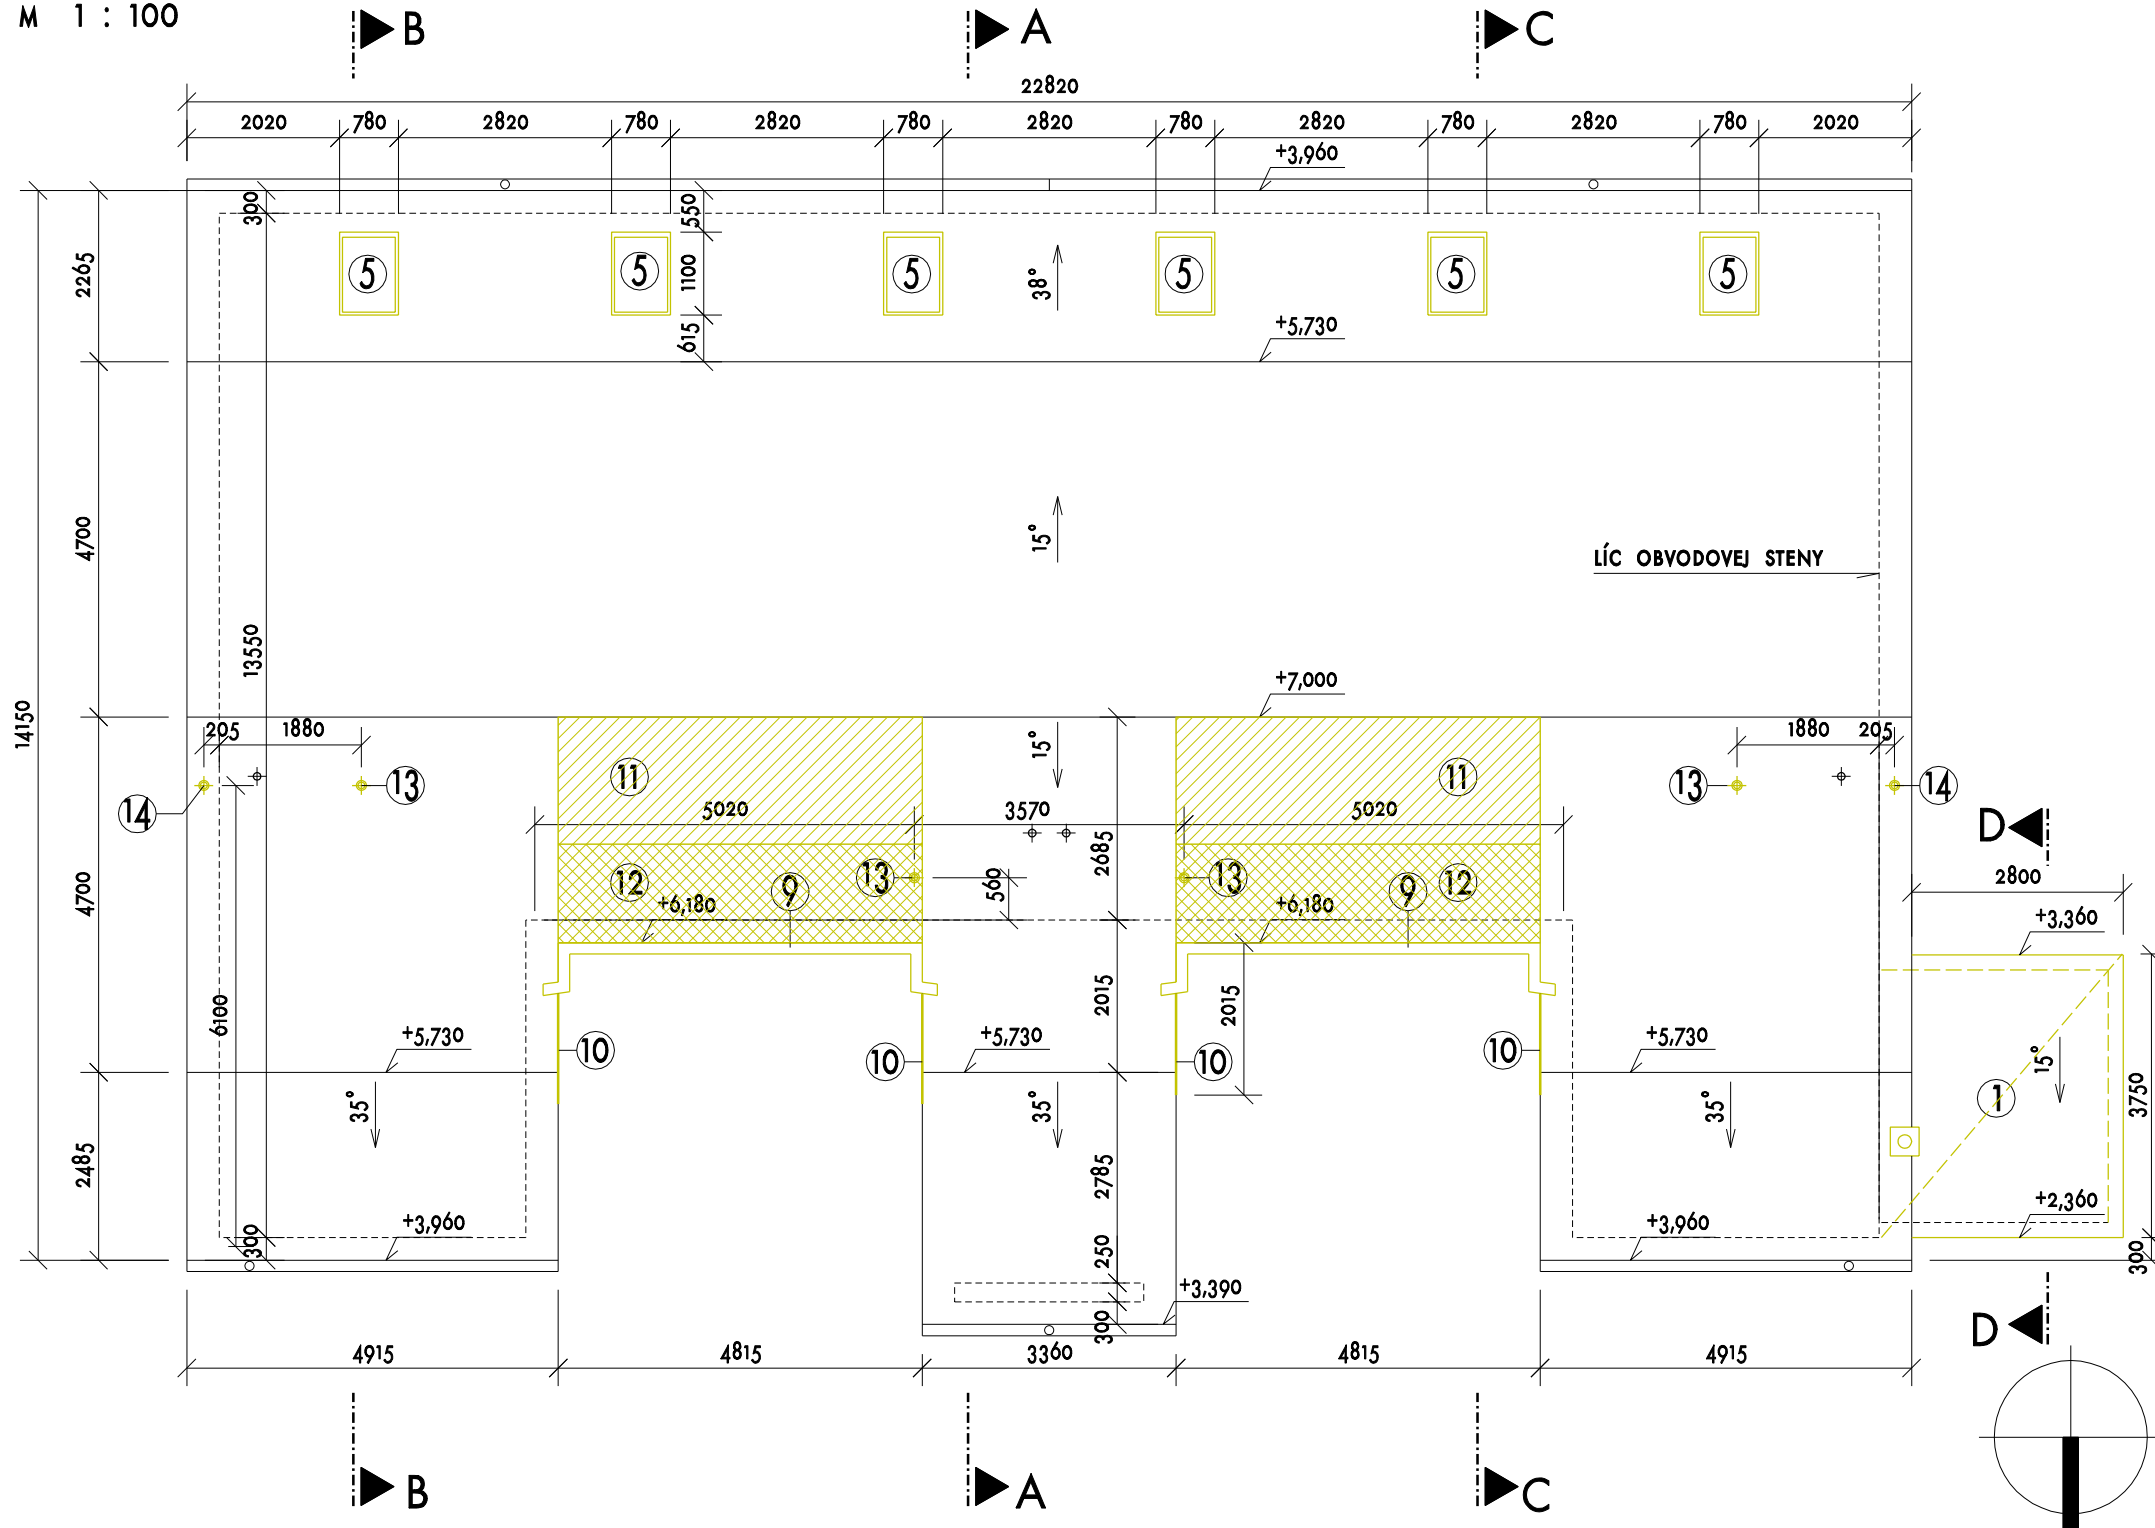 M 1 : 100
B A C
22820
2020 780 2820 780 2820 780 2820 780 2820 780 2820 780 2020
+3,960
300 550
2265 5 5 1100 5 38° 5 5 5
615 +5,730
4700 15°
LÍC OBVODOVEJ STENY
13550
14150
+7,000
205 1880 15° 1880 205
14 13 11 11 13 14
5020 3570 5020
D
2685
4700 12 9 13 560 13 9 12
2800
+6,180 +6,180
+3,360
6100 2015 2015
+5,730 +5,730 +5,730
10 10 10 10
15°
35° 35° 35° 1 3750
2485 2785
+3,960 +3,960 +2,360
300 250 300
+3,390
300
D
4915 4815 3360 4815 4915
B A C